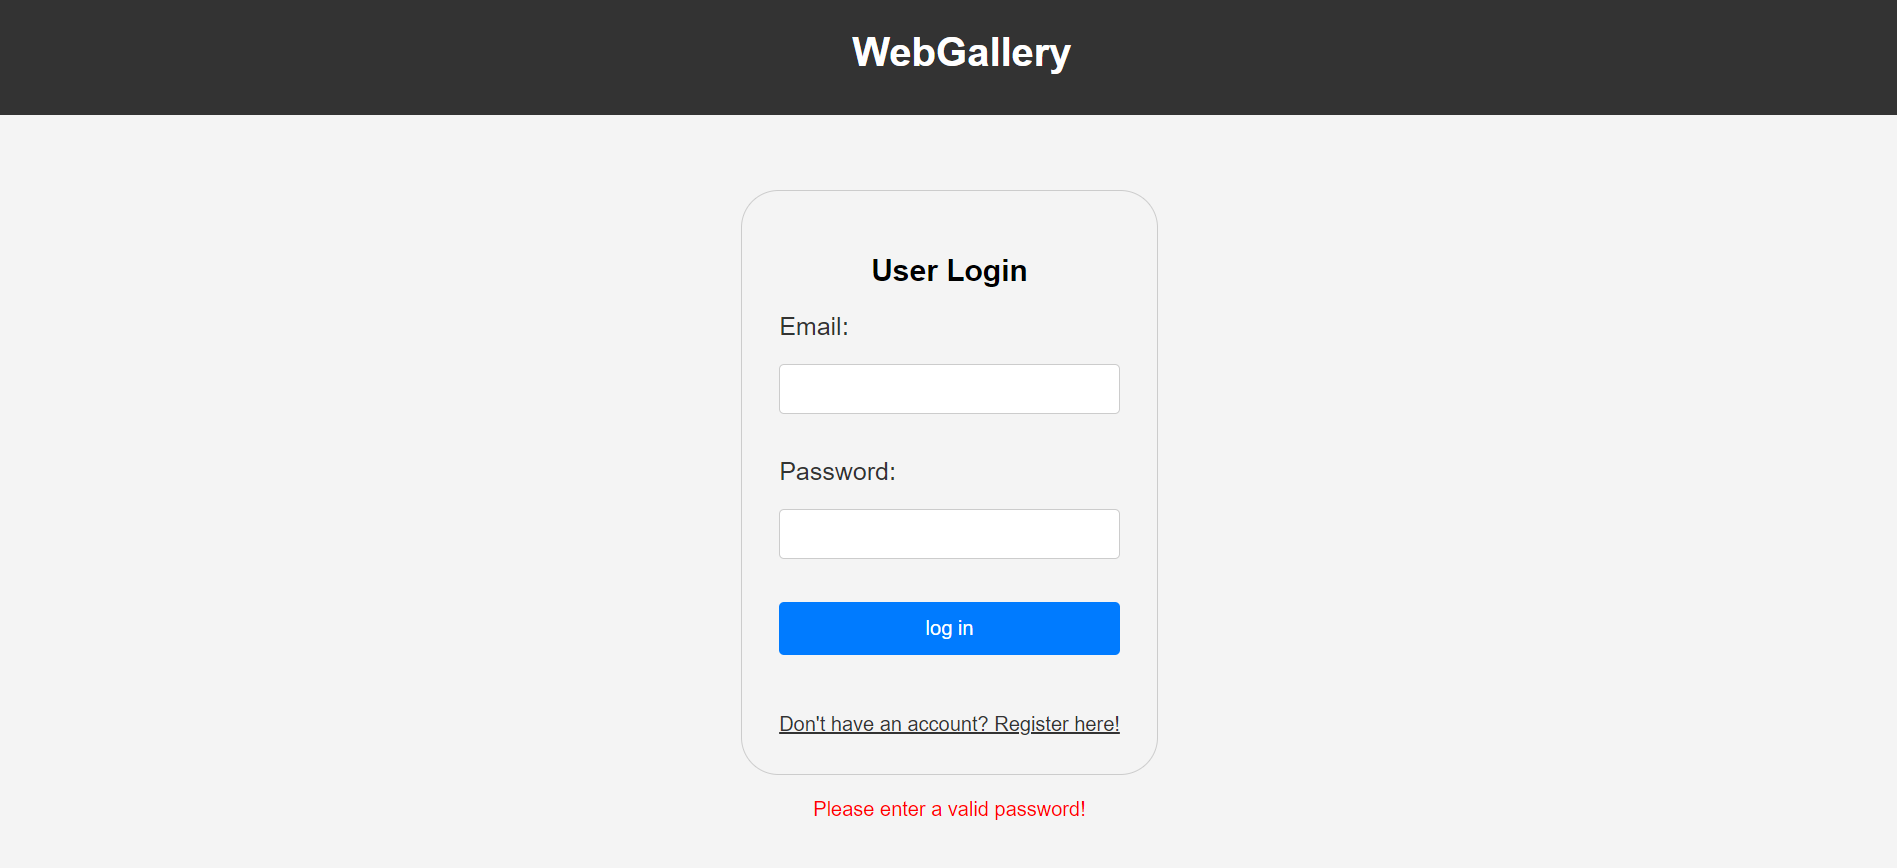 WebGallery
User Login
Email:
Password:
log in
Don't have an account? Register here!
Please enter a valid password!